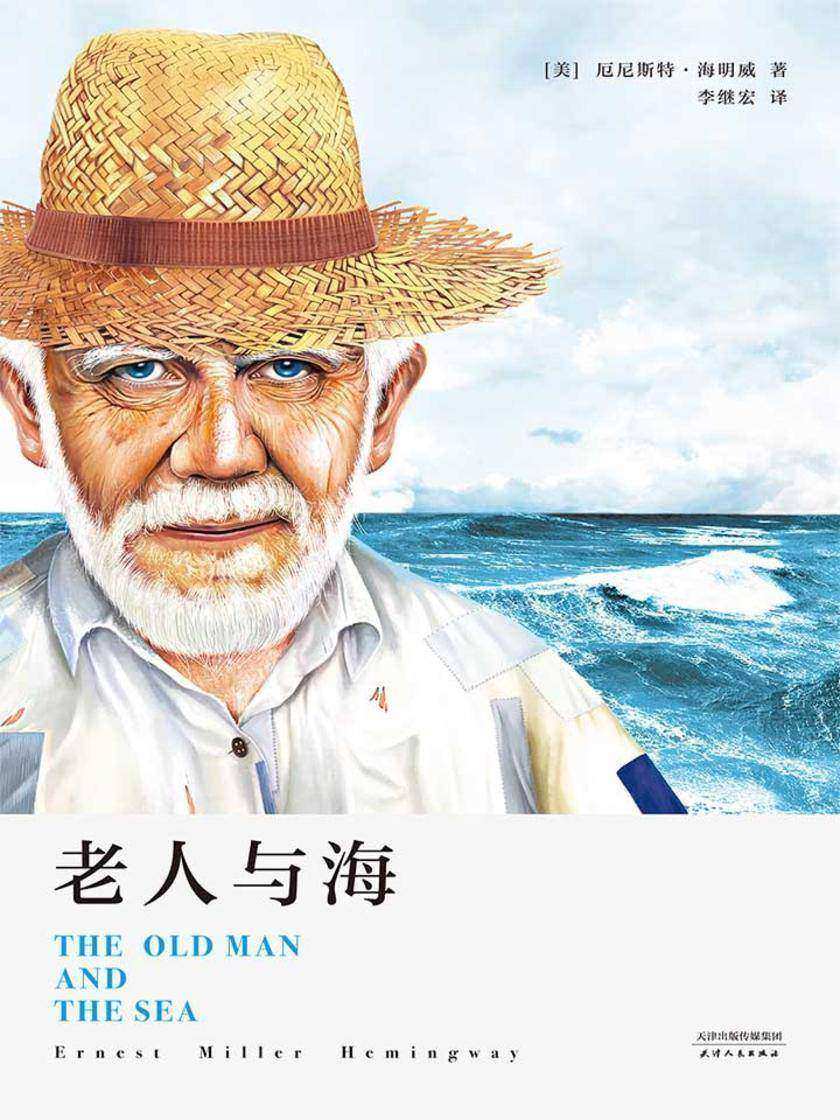 [美] 厄尼斯特·海明威 著
李继宏 译
老人与海
THE OLD MAN
AND
THE SEA
Ernest Miller Hemingway
天津出版传媒集团
天津人民出版社